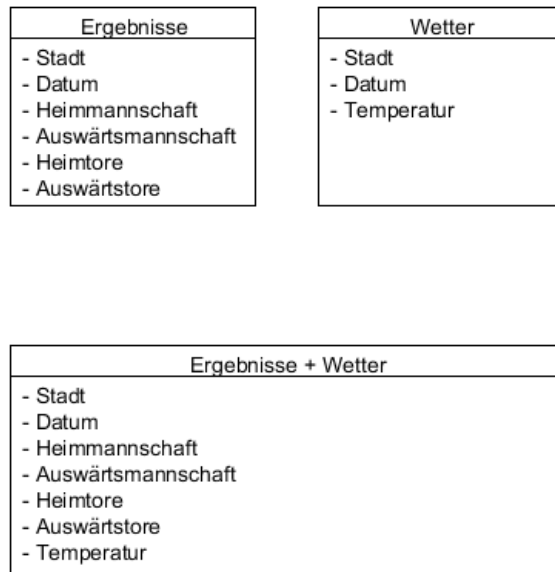 Ergebnisse
- Stadt
- Datum
- Heimmannschaft
- Auswärtsmannschaft
- Heimtore
- Auswärtstore
Wetter
- Stadt
- Datum
- Temperatur
Ergebnisse + Wetter
- Stadt
- Datum
- Heimmannschaft
- Auswärtsmannschaft
- Heimtore
- Auswärtstore
- Temperatur